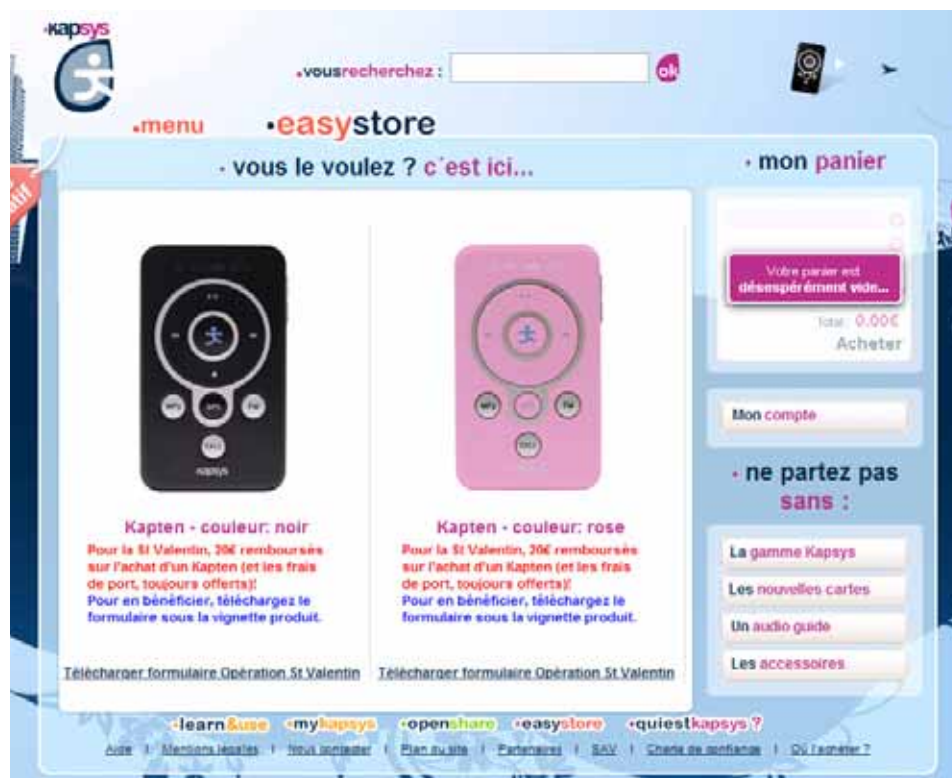 kapsys
vousrecherchez :
ok
menu
easystore
vous le voulez ? c'est ici...
mon panier
Votre panier est
désespérément vide...
Total : 0.00€
Acheter
Mon compte
ne partez pas
sans :
La gamme Kapsys
Les nouvelles cartes
Un audio guide
Les accessoires
kapsys
Kapten - couleur: noir
Pour la St Valentin, 20€ remboursés
sur l'achat d'un Kapten (et les frais
de port, toujours offerts)!
Pour en bénéficier, téléchargez le
formulaire sous la vignette produit.
Télécharger formulaire Opération St Valentin
Kapten - couleur: rose
Pour la St Valentin, 20€ remboursés
sur l'achat d'un Kapten (et les frais
de port, toujours offerts)!
Pour en bénéficier, téléchargez le
formulaire sous la vignette produit.
Télécharger formulaire Opération St Valentin
learn&use mykapsys openshare easystore quiestkapsys ?
Aide | Mentions légales | Nous contacter | Plan du site | Partenaires | SAV | Charte de confiance | Où l'acheter ?